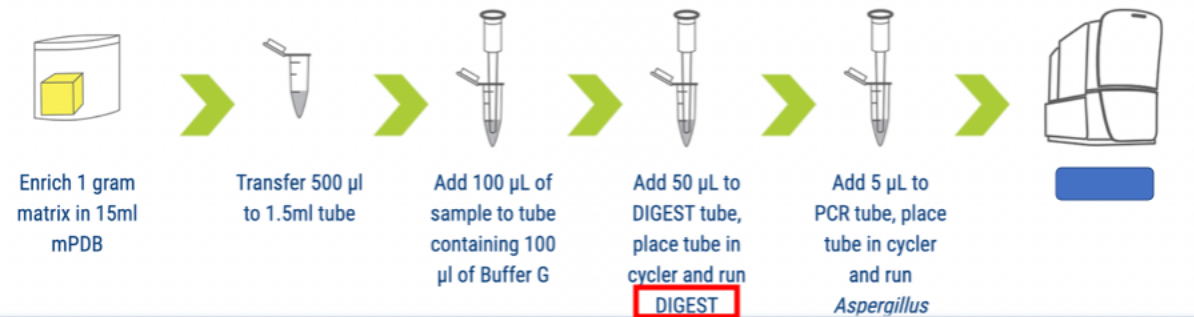 Enrich 1 gram
matrix in 15ml
mPDB
Transfer 500 µl
to 1.5ml tube
Add 100 µL of
sample to tube
containing 100
µl of Buffer G
Add 50 µL to
DIGEST tube,
place tube in
cycler and run
DIGEST
Add 5 µL to
PCR tube, place
tube in cycler
and run
Aspergillus